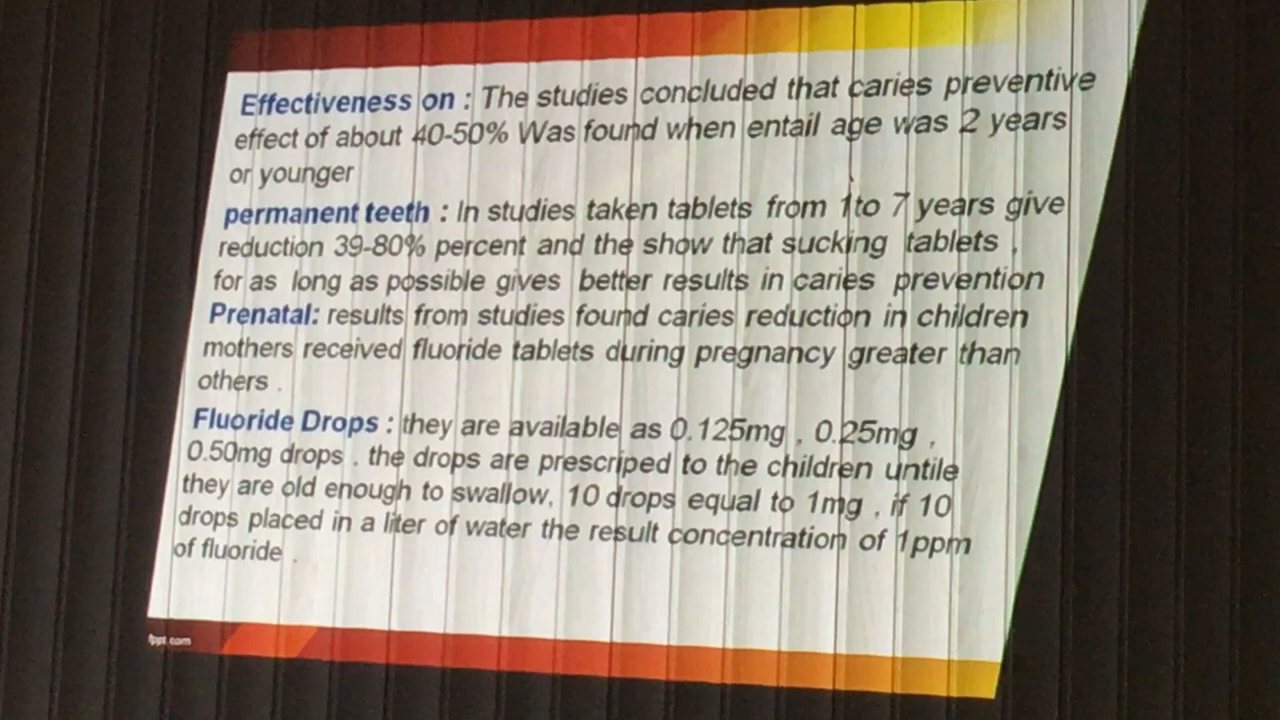 Effectiveness on : The studies concluded that caries preventive
effect of about 40-50% Was found when entail age was 2 years
or younger
permanent teeth : In studies taken tablets from 1to 7 years give
reduction 39-80% percent and the show that sucking tablets ,
for as long as possible gives better results in caries prevention
Prenatal: results from studies found caries reduction in children
mothers received fluoride tablets during pregnancy greater than
others .
Fluoride Drops : they are available as 0.125mg , 0.25mg ,
0.50mg drops . the drops are prescriped to the children untile
they are old enough to swallow, 10 drops equal to 1mg , if 10
drops placed in a liter of water the result concentration of 1ppm
of fluoride .
fppt.com